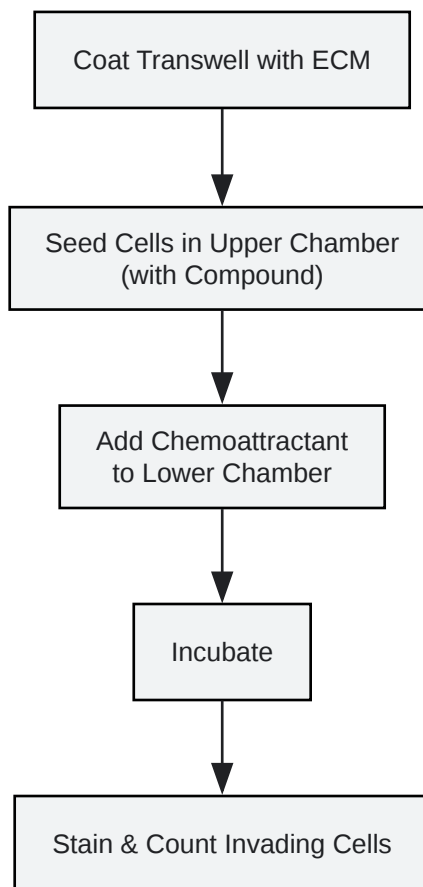 Coat Transwell with ECM
Seed Cells in Upper Chamber
(with Compound)
Add Chemoattractant
to Lower Chamber
Incubate
Stain & Count Invading Cells